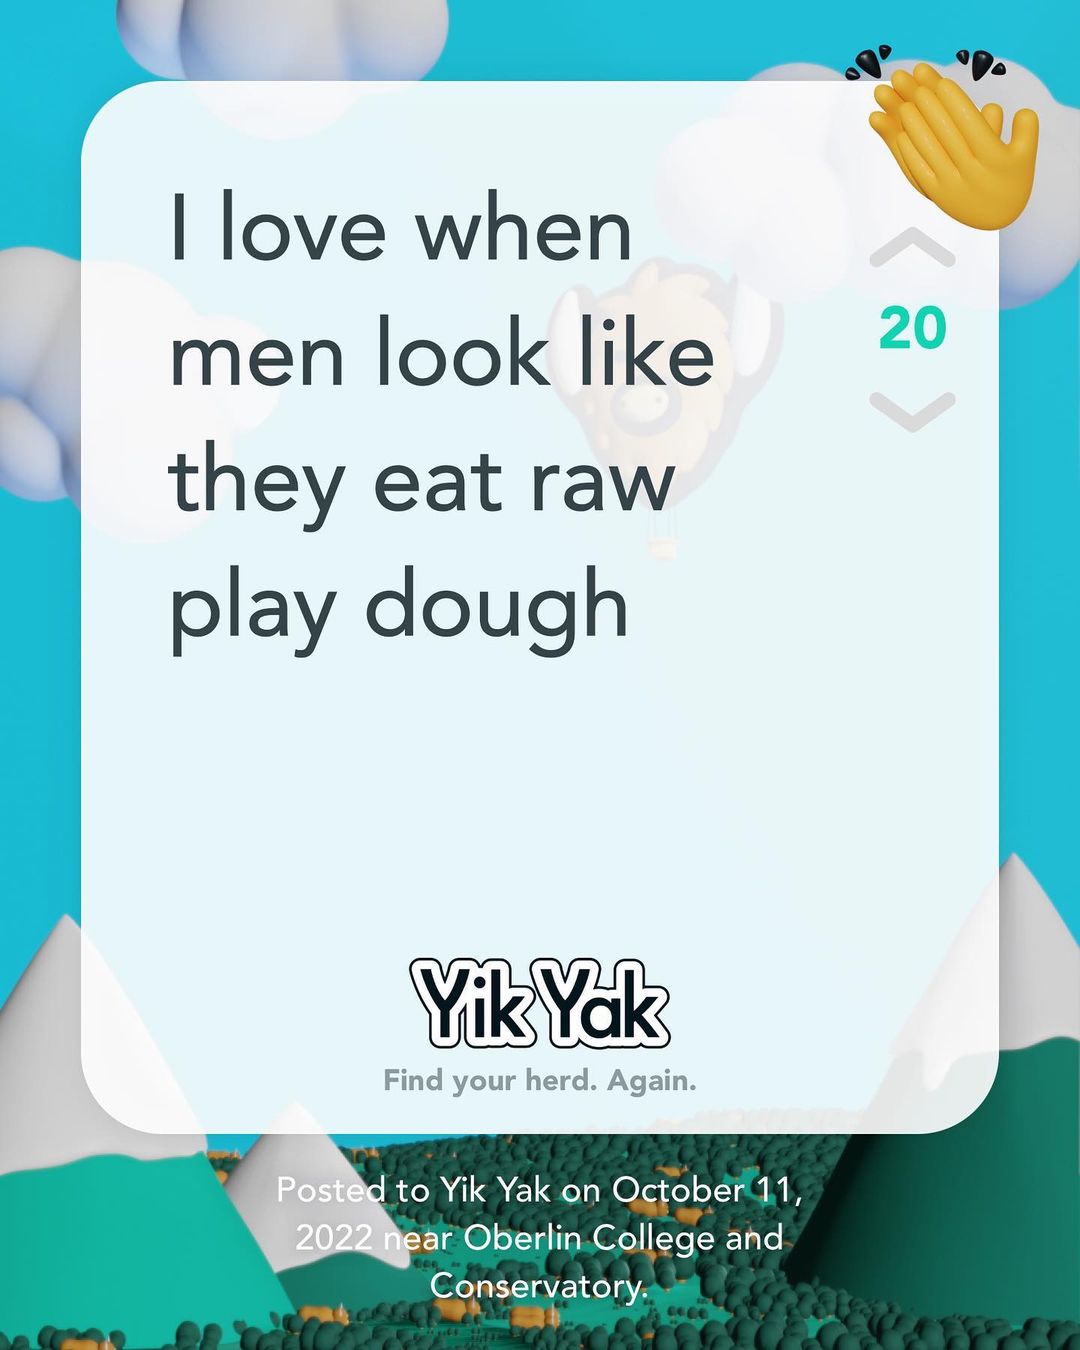 I love when
men look like
they eat raw
play dough
20
Yik Yak
Find your herd. Again.
Posted to Yik Yak on October 11,
2022 near Oberlin College and
Conservatory.